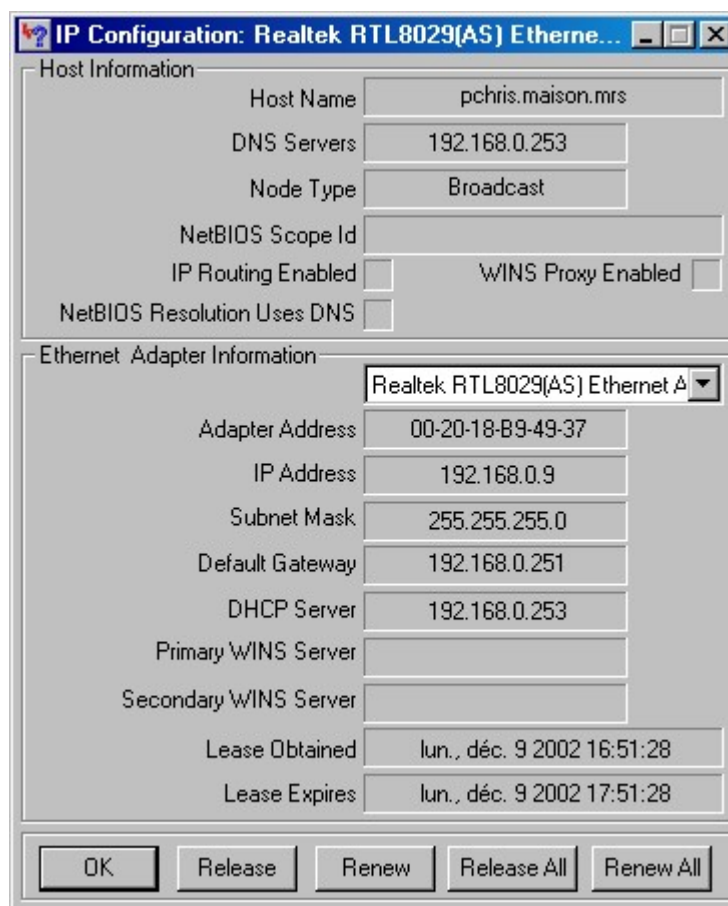 IP Configuration: Realtek RTL8029(AS) Etherne...
Host Information
Host Name pchris.maison.mrs
DNS Servers 192.168.0.253
Node Type Broadcast
NetBIOS Scope Id
IP Routing Enabled WINS Proxy Enabled
NetBIOS Resolution Uses DNS
Ethernet Adapter Information
Realtek RTL8029(AS) Ethernet A
Adapter Address 00-20-18-B9-49-37
IP Address 192.168.0.9
Subnet Mask 255.255.255.0
Default Gateway 192.168.0.251
DHCP Server 192.168.0.253
Primary WINS Server
Secondary WINS Server
Lease Obtained lun., déc. 9 2002 16:51:28
Lease Expires lun., déc. 9 2002 17:51:28
OK Release Renew Release All Renew All